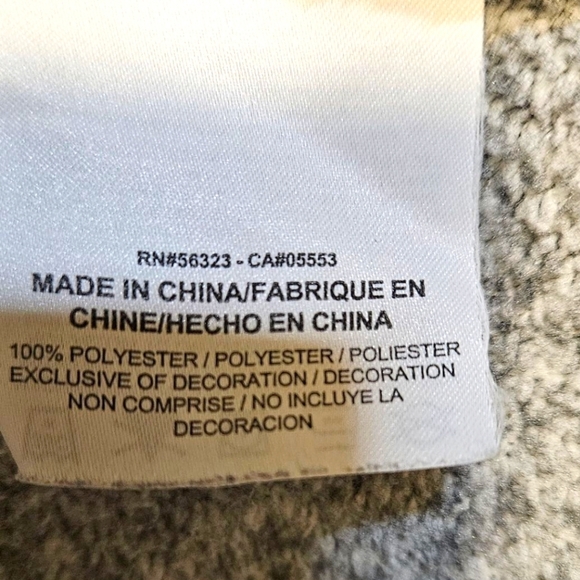 RN#56323 - CA#05553
MADE IN CHINA/FABRIQUE EN
CHINE/HECHO EN CHINA
100% POLYESTER / POLYESTER / POLIESTER
EXCLUSIVE OF DECORATION / DECORATION
NON COMPRISE / NO INCLUYE LA
DECORACION